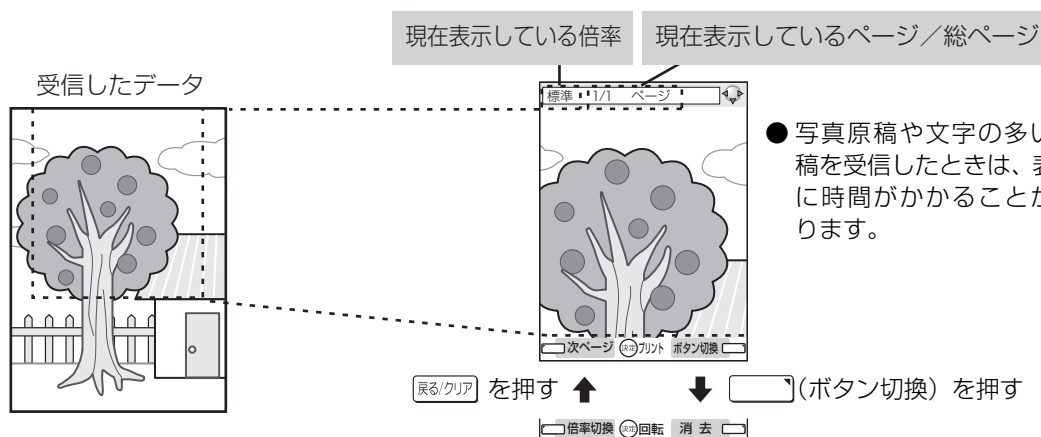 現在表示している倍率
現在表示しているページ／総ページ
受信したデータ
標準 1/1 ページ
●写真原稿や文字の多い
稿を受信したときは、
に時間がかかることが
ります。
次ページ 決定 プリント ボタン切換
戻る/クリア を押す
(ボタン切換) を押す
倍率切換 決定 回転 消去